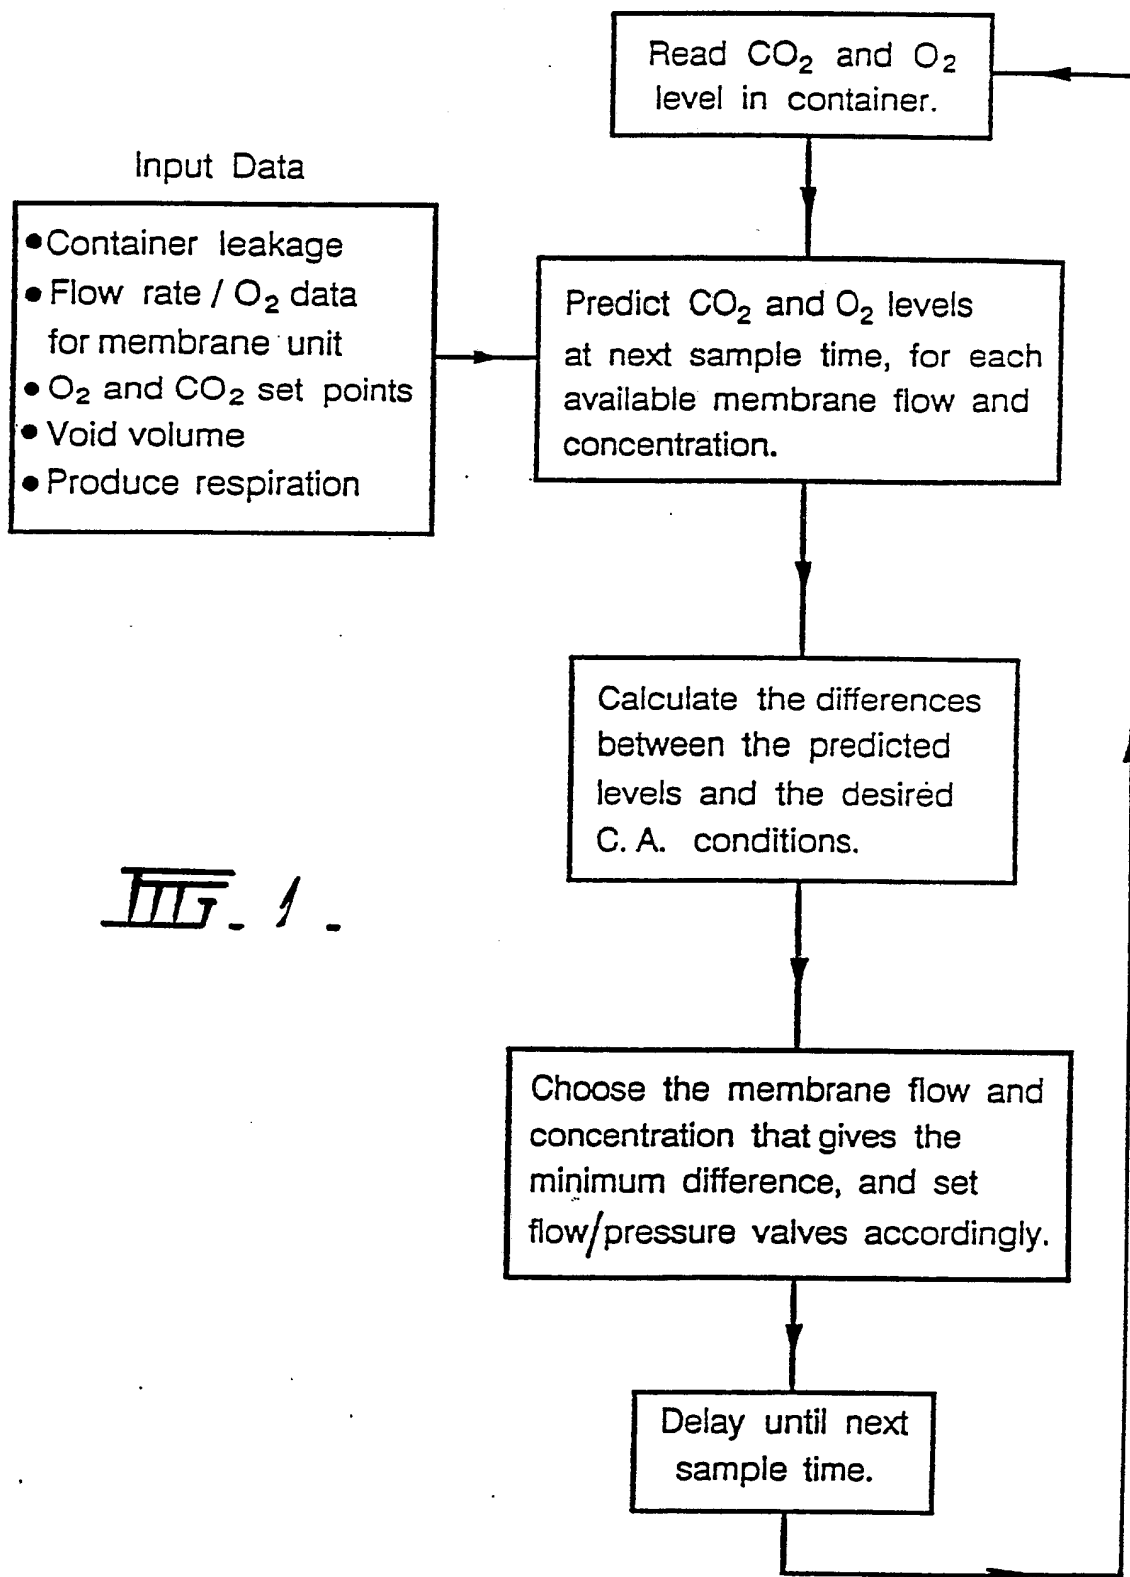 Read CO₂ and O₂
level in container.
Input Data
•Container leakage
•Flow rate / O₂ data
for membrane unit
•O₂ and CO₂ set points
•Void volume
•Produce respiration
Predict CO₂ and O₂ levels
at next sample time, for each
available membrane flow and
concentration.
Calculate the differences
between the predicted
levels and the desired
C. A. conditions.
FIG. 1.
Choose the membrane flow and
concentration that gives the
minimum difference, and set
flow/pressure valves accordingly.
Delay until next
sample time.